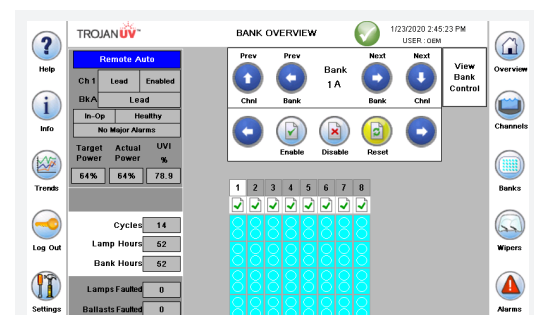 TROJANUV™
BANK OVERVIEW
1/23/2020 2:45:23 PM
USER : OEM
Help
Info
Trends
Log Out
Settings
Remote Auto
Ch 1 Lead Enabled
BkA Lead
In-Op Healthy
No Major Alarms
Target Power Actual Power UVI %
64% 64% 78.9
Cycles 14
Lamp Hours 52
Bank Hours 52
Lamps Faulted 0
Ballasts Faulted 0
Prev Prev Next Next
Bank
1 A
Chnl Bank Bank Chnl
View
Bank
Control
Enable Disable Reset
1 2 3 4 5 6 7 8
Overview
Channels
Banks
Wipers
Alarms